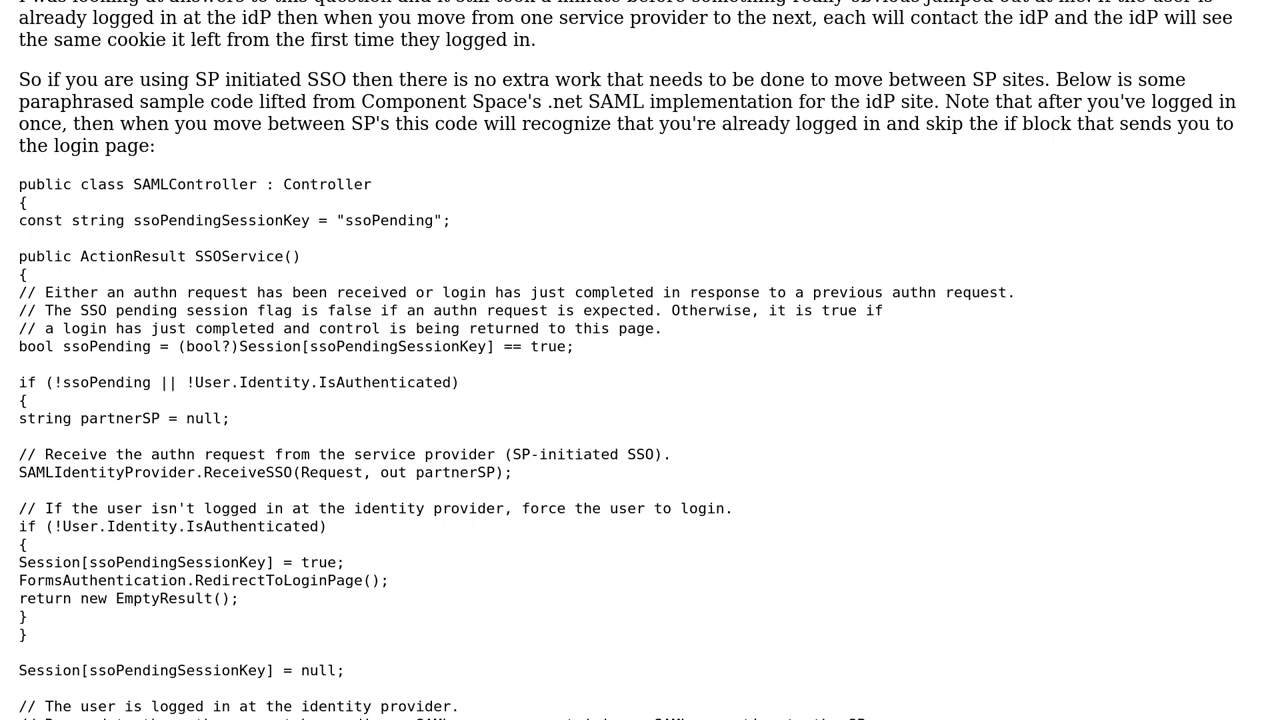 already logged in at the idP then when you move from one service provider to the next, each will contact the idP and the idP will see
the same cookie it left from the first time they logged in.
So if you are using SP initiated SSO then there is no extra work that needs to be done to move between SP sites. Below is some
paraphrased sample code lifted from Component Space's .net SAML implementation for the idP site. Note that after you've logged in
once, then when you move between SP's this code will recognize that you're already logged in and skip the if block that sends you to
the login page:
public class SAMLController : Controller
{
const string ssoPendingSessionKey = "ssoPending";
public ActionResult SSOService()
{
// Either an authn request has been received or login has just completed in response to a previous authn request.
// The SSO pending session flag is false if an authn request is expected. Otherwise, it is true if
// a login has just completed and control is being returned to this page.
bool ssoPending = (bool?)Session[ssoPendingSessionKey] == true;
if (!ssoPending || !User.Identity.IsAuthenticated)
{
string partnerSP = null;
// Receive the authn request from the service provider (SP-initiated SSO).
SAMLIdentityProvider.ReceiveSSO(Request, out partnerSP);
// If the user isn't logged in at the identity provider, force the user to login.
if (!User.Identity.IsAuthenticated)
{
Session[ssoPendingSessionKey] = true;
FormsAuthentication.RedirectToLoginPage();
return new EmptyResult();
}
}
Session[ssoPendingSessionKey] = null;
// The user is logged in at the identity provider.